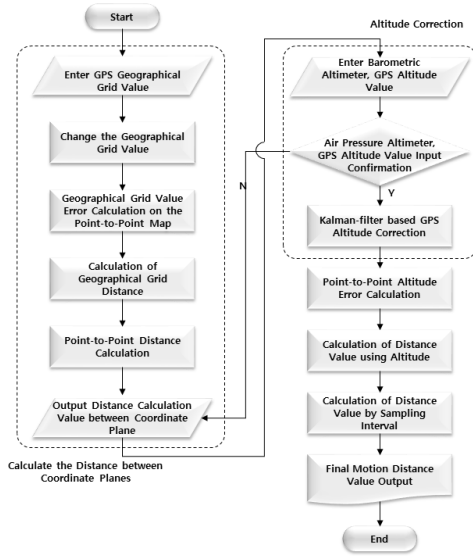 Start
Enter GPS Geographical
Grid Value
Change the Geographical
Grid Value
Geographical Grid Value
Error Calculation on the
Point-to-Point Map
Calculation of
Geographical Grid
Distance
Point-to-Point Distance
Calculation
Output Distance Calculation
Value between Coordinate
Plane
Calculate the Distance between
Coordinate Planes
Altitude Correction
Enter Barometric
Altimeter, GPS Altitude
Value
Air Pressure Altimeter,
GPS Altitude Value Input
Confirmation
N
Y
Kalman-filter based GPS
Altitude Correction
Point-to-Point Altitude
Error Calculation
Calculation of Distance
Value using Altitude
Calculation of Distance
Value by Sampling
Interval
Final Motion Distance
Value Output
End